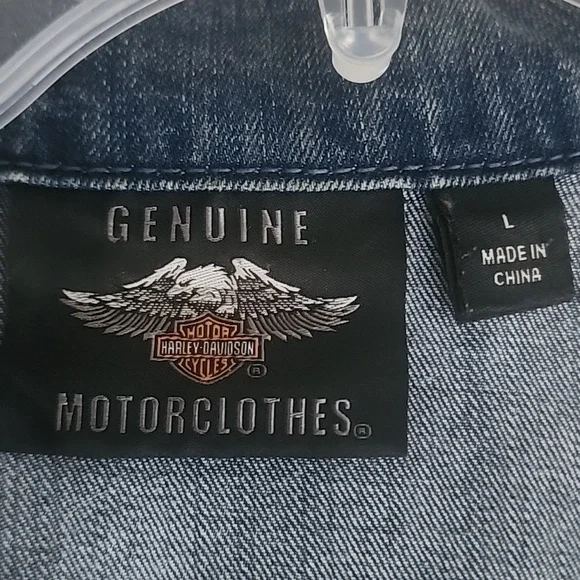 GENUINE
MOTOR
HARLEY-DAVIDSON
CYCLES
®
MOTORCLOTHES®
L
MADE IN
CHINA